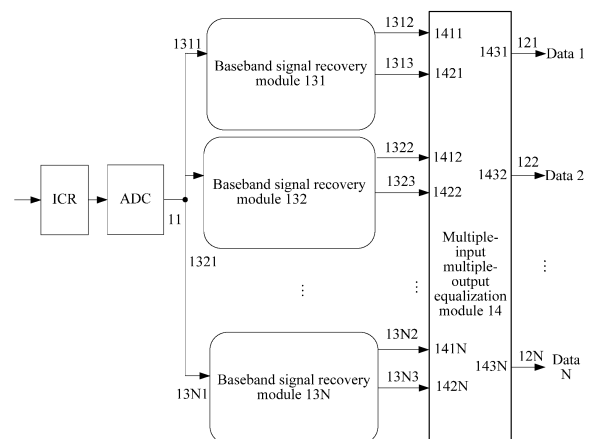 1312
1411
1311
1431
121
Data 1
Baseband signal recovery
module 131
1313
1421
1322
1412
122
1432
Data 2
Baseband signal recovery
module 132
1323
1422
ICR
ADC
11
1321
Multiple-
input
multiple-
output
equalization
module 14
13N2
141N
12N
143N
Data
N
Baseband signal recovery
module 13N
13N3
13N1
142N